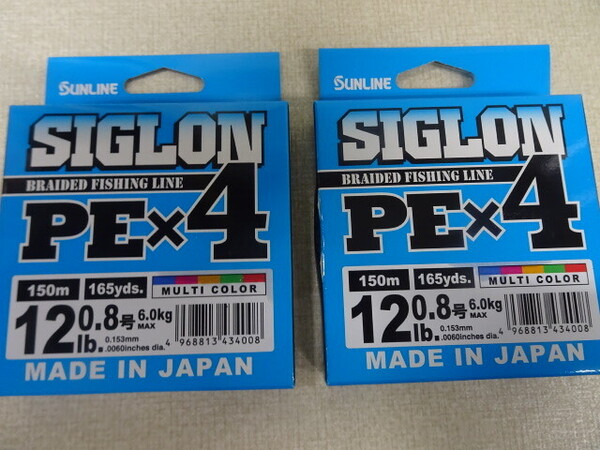 SUNLINE
SIGLON
BRAIDED FISHING LINE
PE×4
150m 165yds. MULTI COLOR
12lb. 0.8号 6.0kg MAX
0.153mm
.0060inches dia.
4 968813 434008
MADE IN JAPAN
SUNLINE
SIGLON
BRAIDED FISHING LINE
PE×4
150m 165yds. MULTI COLOR
12lb. 0.8号 6.0kg MAX
0.153mm
.0060inches dia.
4 968813 434008
MADE IN JAPAN